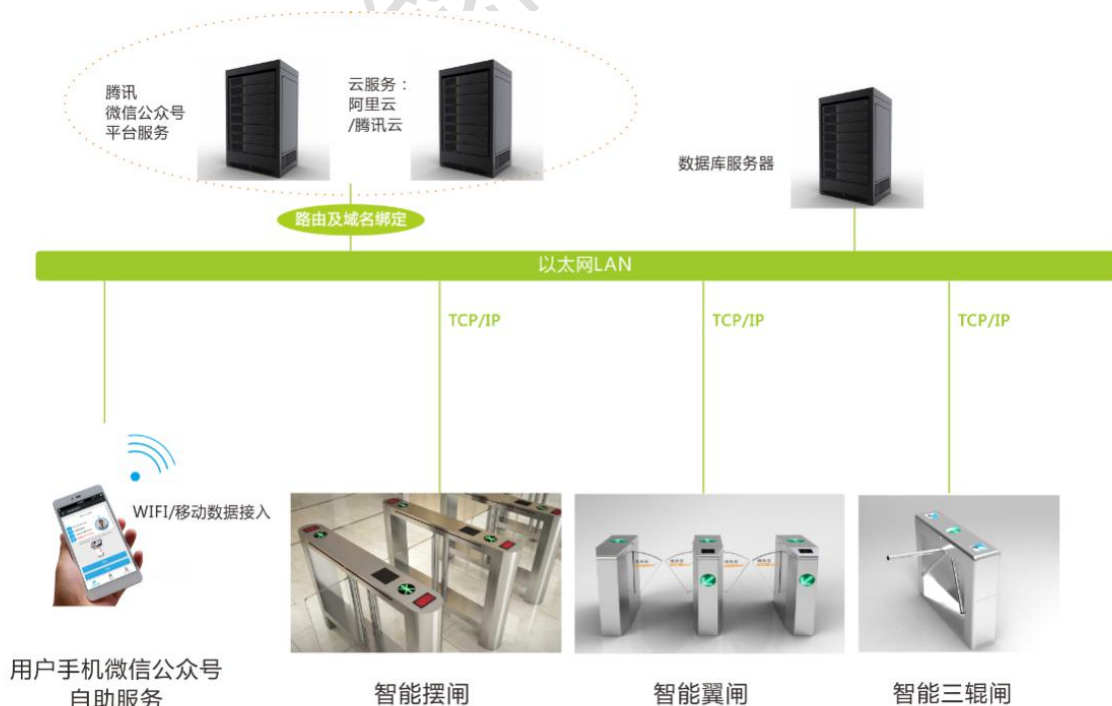 腾讯
微信公众号
平台服务
云服务：
阿里云
/腾讯云
数据库服务器
路由及域名绑定
以太网LAN
TCP/IP
TCP/IP
TCP/IP
WIFI/移动数据接入
用户手机微信公众号
自助服务
智能摆闸
智能翼闸
智能三辊闸